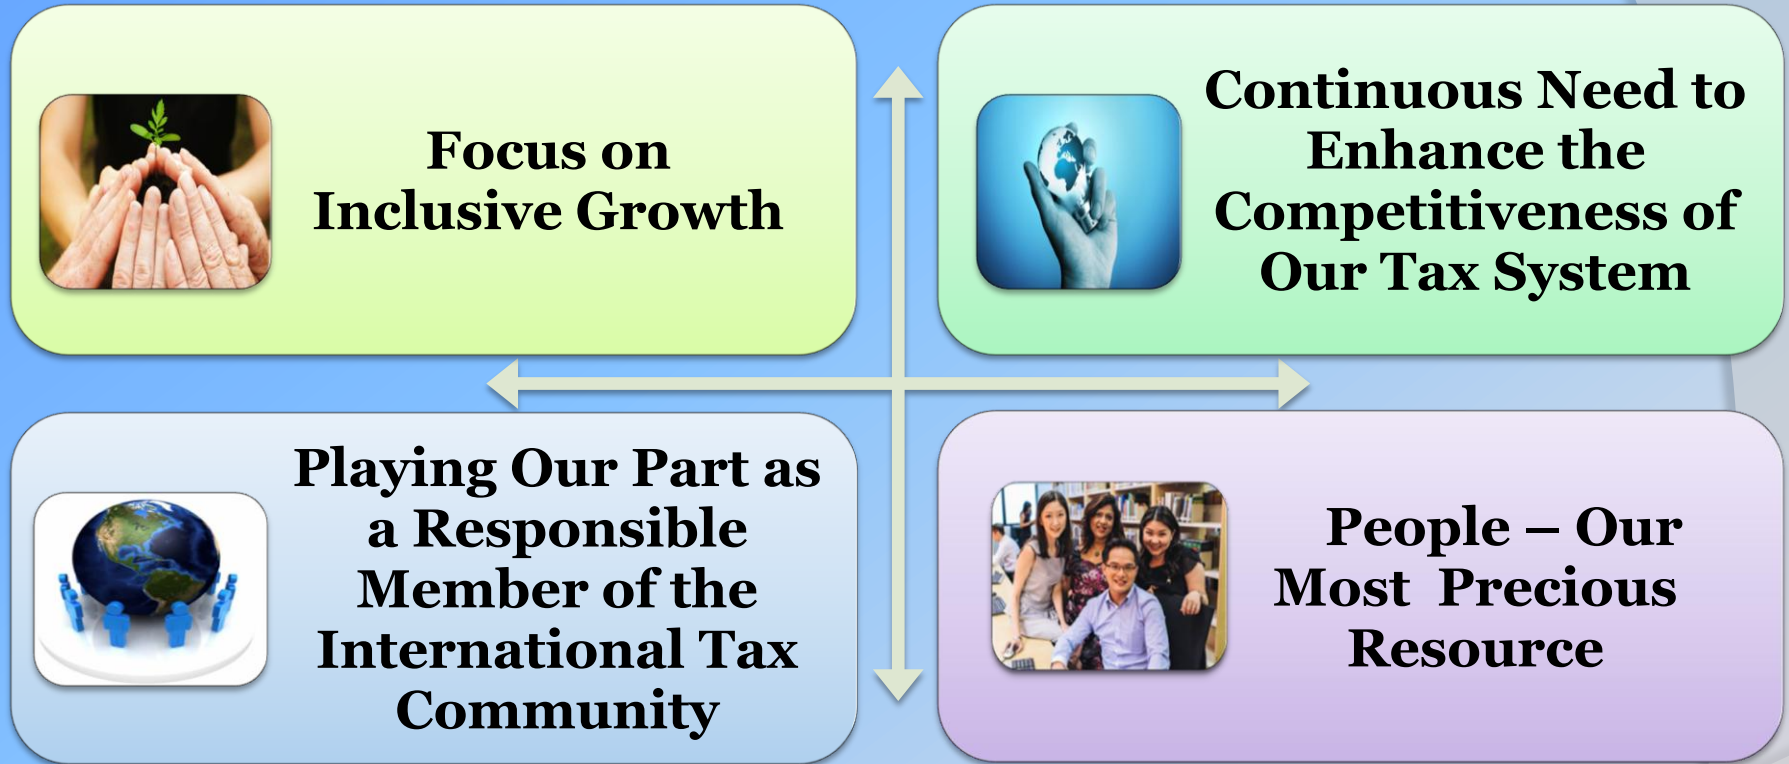 Focus on
Inclusive Growth
Continuous Need to
Enhance the
Competitiveness of
Our Tax System
Playing Our Part as
a Responsible
Member of the
International Tax
Community
People – Our
Most Precious
Resource